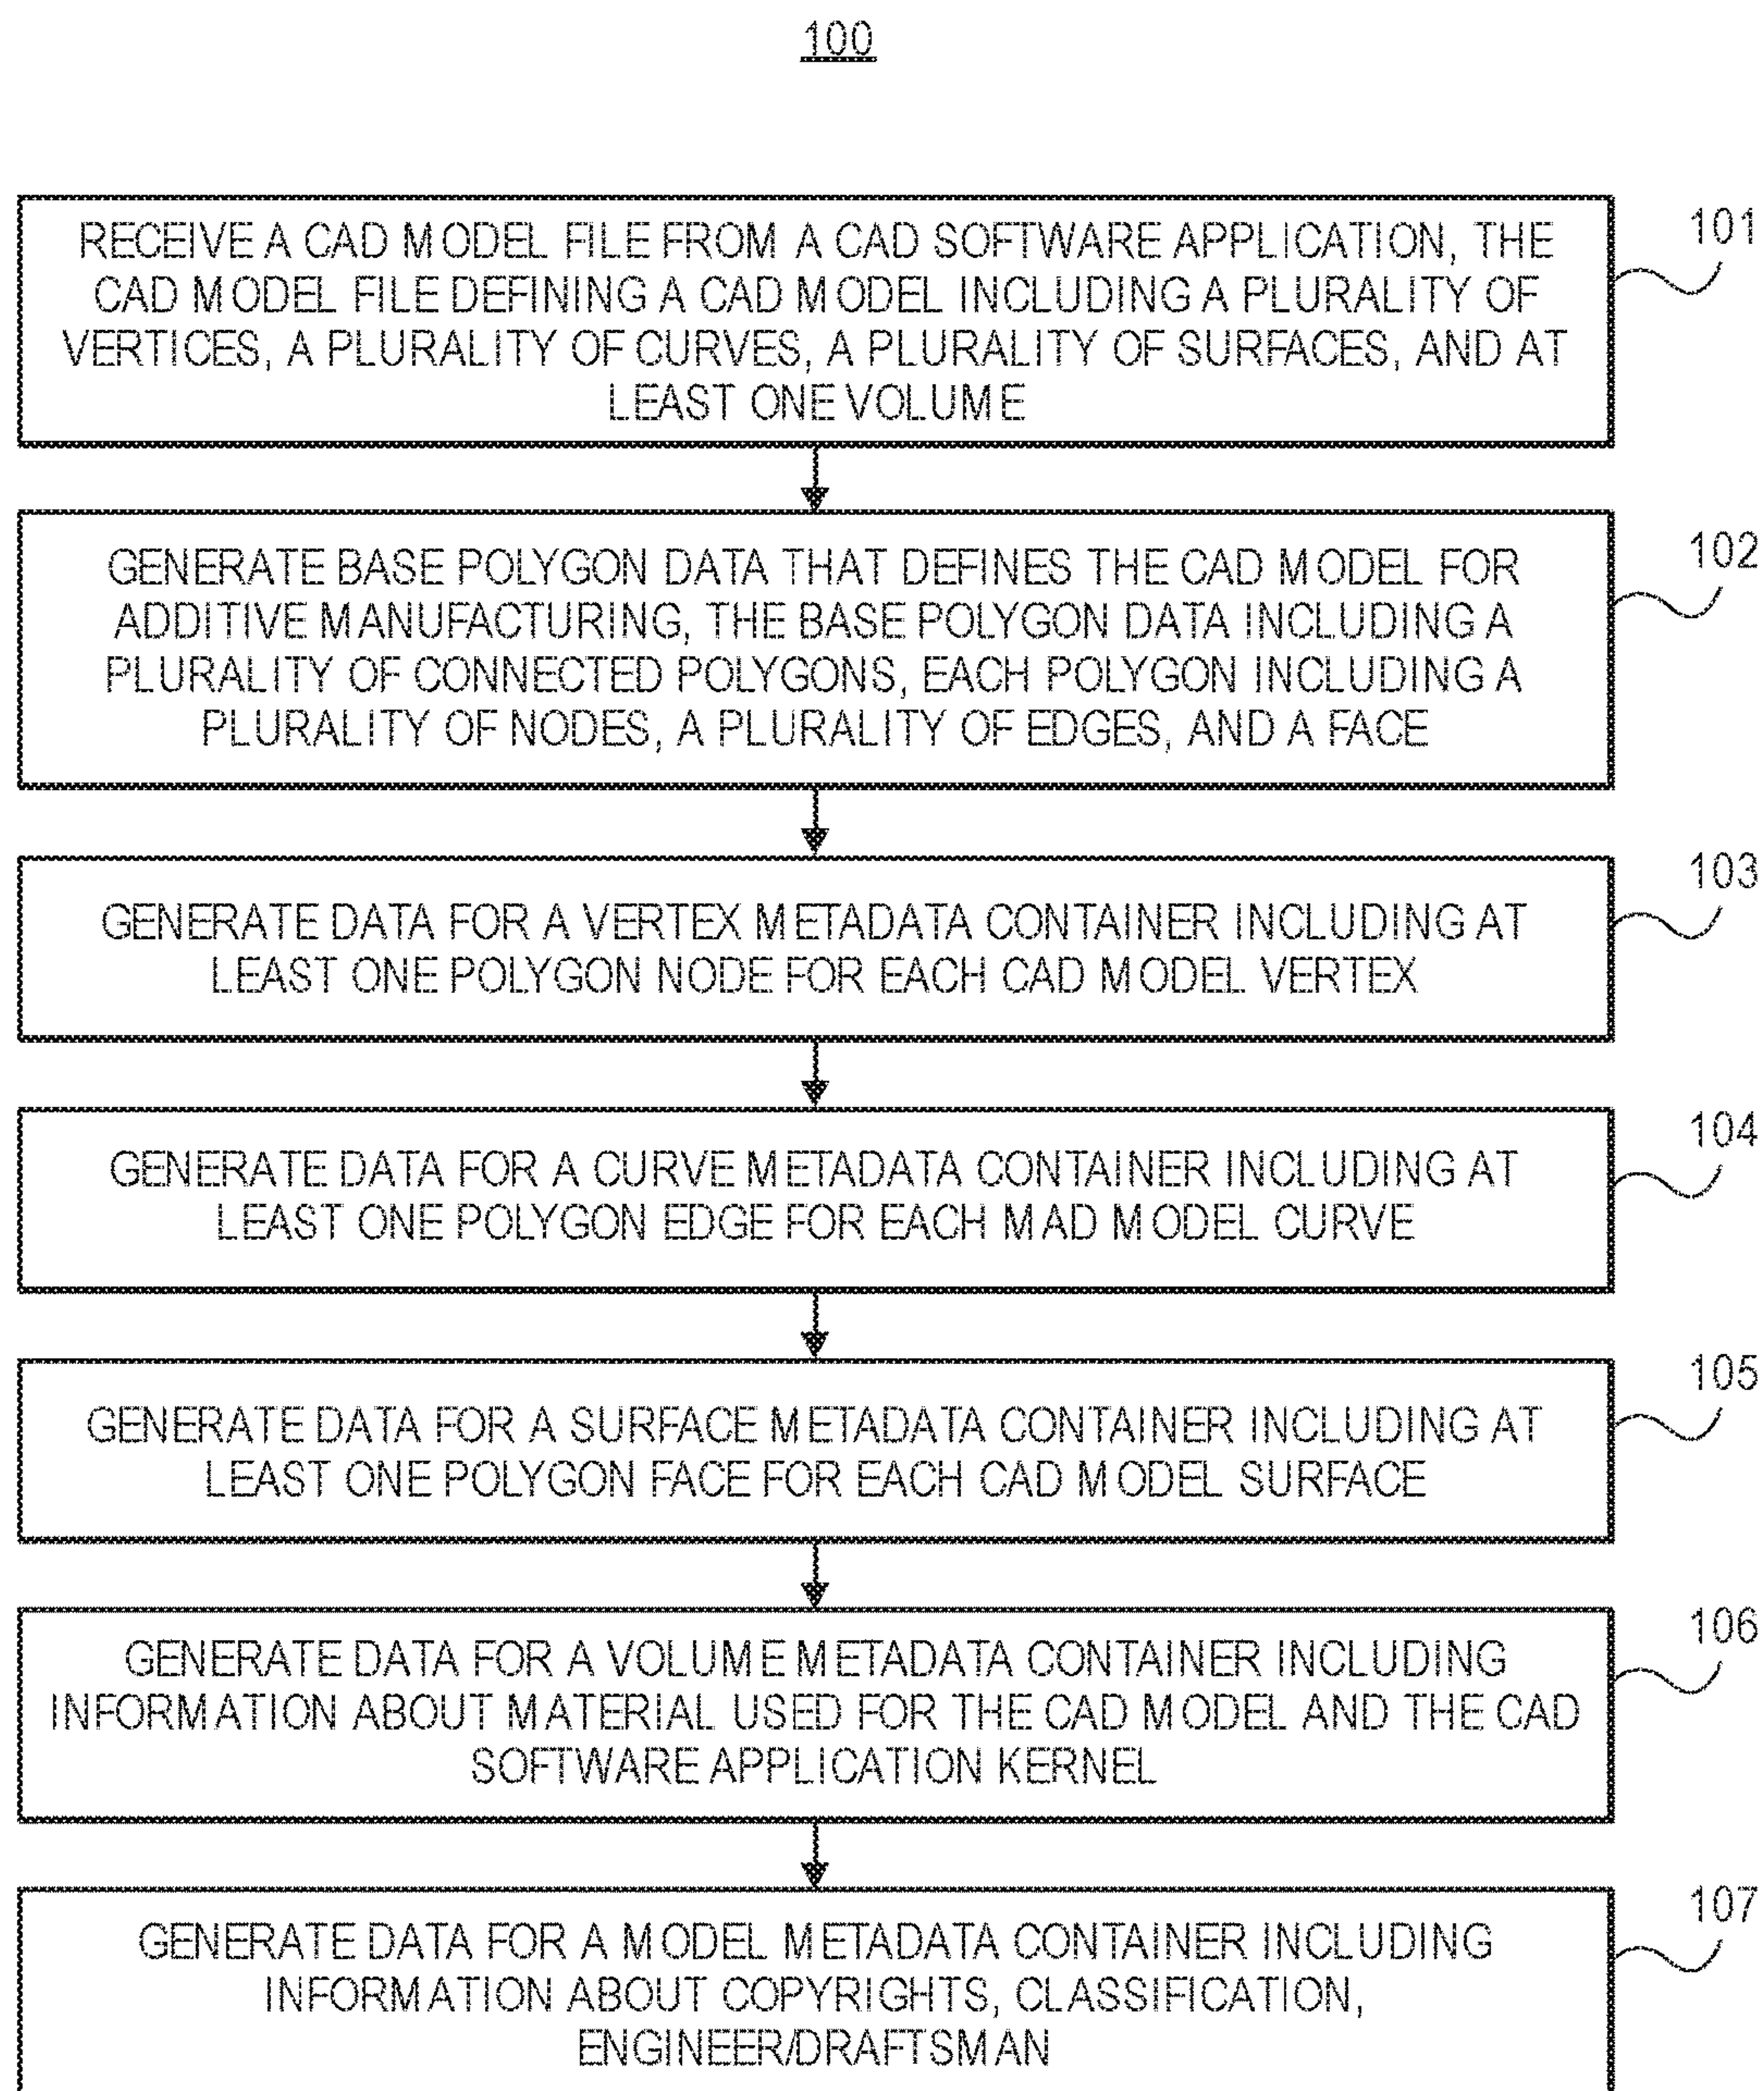 100
RECEIVE A CAD MODEL FILE FROM A CAD SOFTWARE APPLICATION, THE
CAD MODEL FILE DEFINING A CAD MODEL INCLUDING A PLURALITY OF
VERTICES, A PLURALITY OF CURVES, A PLURALITY OF SURFACES, AND AT
LEAST ONE VOLUME
101
GENERATE BASE POLYGON DATA THAT DEFINES THE CAD MODEL FOR
ADDITIVE MANUFACTURING, THE BASE POLYGON DATA INCLUDING A
PLURALITY OF CONNECTED POLYGONS, EACH POLYGON INCLUDING A
PLURALITY OF NODES, A PLURALITY OF EDGES, AND A FACE
102
GENERATE DATA FOR A VERTEX METADATA CONTAINER INCLUDING AT
LEAST ONE POLYGON NODE FOR EACH CAD MODEL VERTEX
103
GENERATE DATA FOR A CURVE METADATA CONTAINER INCLUDING AT
LEAST ONE POLYGON EDGE FOR EACH MAD MODEL CURVE
104
GENERATE DATA FOR A SURFACE METADATA CONTAINER INCLUDING AT
LEAST ONE POLYGON FACE FOR EACH CAD MODEL SURFACE
105
GENERATE DATA FOR A VOLUME METADATA CONTAINER INCLUDING
INFORMATION ABOUT MATERIAL USED FOR THE CAD MODEL AND THE CAD
SOFTWARE APPLICATION KERNEL
106
GENERATE DATA FOR A MODEL METADATA CONTAINER INCLUDING
INFORMATION ABOUT COPYRIGHTS, CLASSIFICATION,
ENGINEER/DRAFTSMAN
107